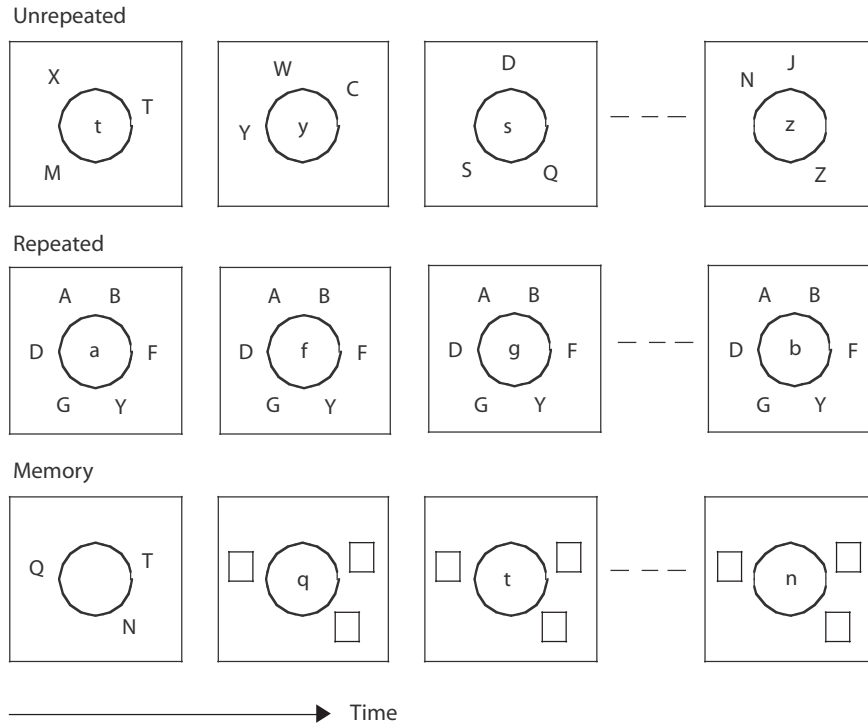 Unrepeated
X T t M
W C Y y
D s S Q
J N z Z
Repeated
A B D a F G Y
A B D f F G Y
A B D g F G Y
A B D b F G Y
Memory
Q T N
q
t
n
Time